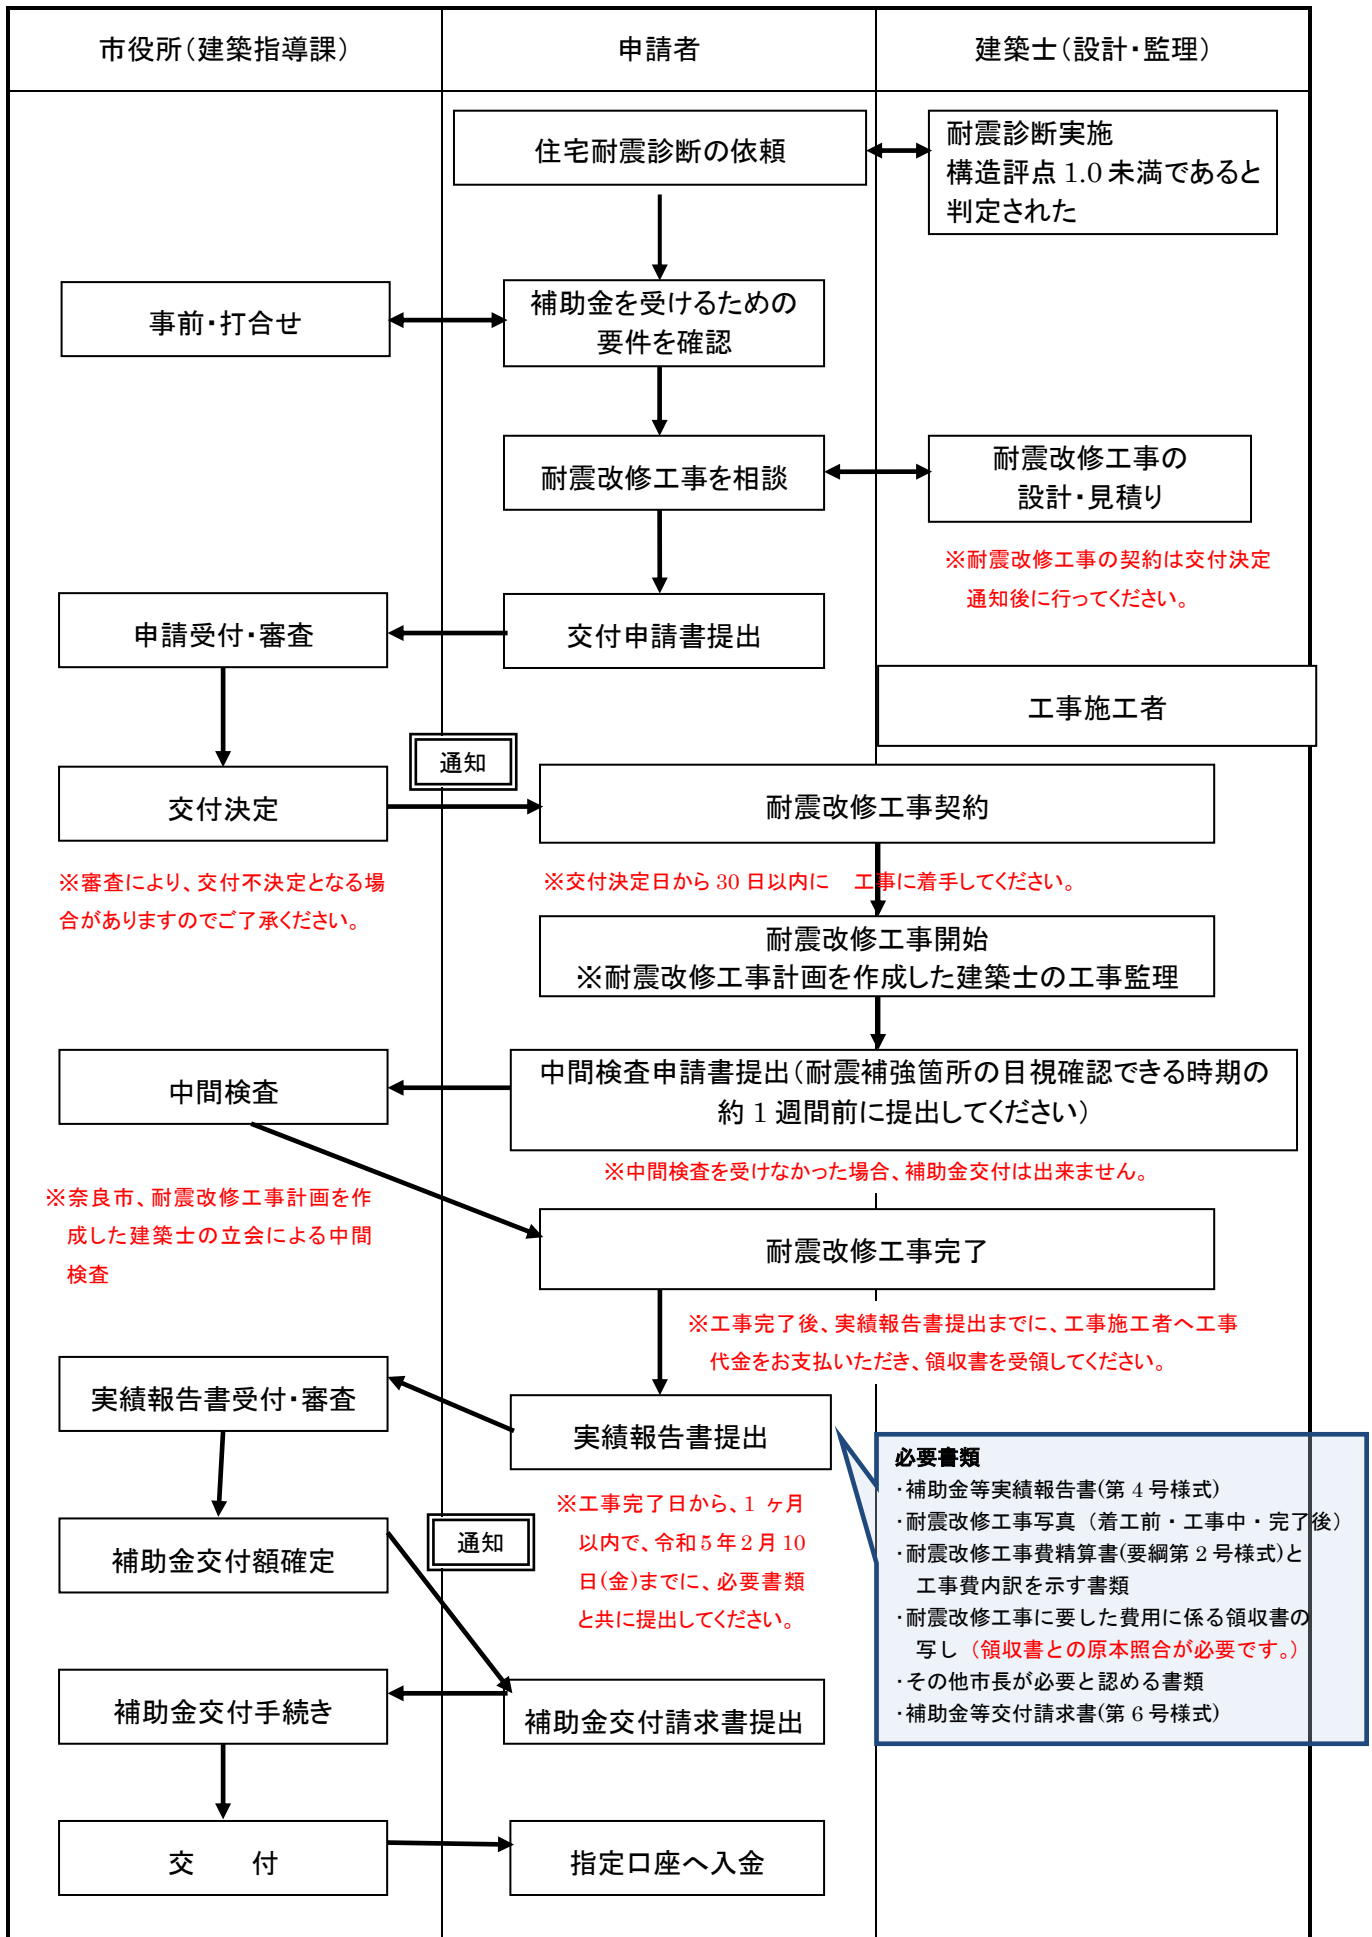 市役所（建築指導課）
申請者
建築士（設計・監理）
住宅耐震診断の依頼
耐震診断実施
構造評点 1.0 未満であると
判定された
事前・打合せ
補助金を受けるための
要件を確認
耐震改修工事を相談
耐震改修工事の
設計・見積り
※耐震改修工事の契約は交付決定
通知後に行ってください。
申請受付・審査
交付申請書提出
工事施工者
通知
交付決定
耐震改修工事契約
※審査により、交付不決定となる場
合がありますのでご了承ください。
※交付決定日から 30 日以内に　工事に着手してください。
耐震改修工事開始
※耐震改修工事計画を作成した建築士の工事監理
中間検査
中間検査申請書提出（耐震補強箇所の目視確認できる時期の
約 1 週間前に提出してください）
※中間検査を受けなかった場合、補助金交付は出来ません。
※奈良市、耐震改修工事計画を作
成した建築士の立会による中間
検査
耐震改修工事完了
※工事完了後、実績報告書提出までに、工事施工者へ工事
代金をお支払いただき、領収書を受領してください。
実績報告書受付・審査
実績報告書提出
※工事完了日から、1 ヶ月
以内で、令和 5 年 2 月 10
日(金)までに、必要書類
と共に提出してください。
必要書類
・補助金等実績報告書(第 4 号様式)
・耐震改修工事写真（着工前・工事中・完了後）
・耐震改修工事費精算書(要綱第 2 号様式)と
工事費内訳を示す書類
・耐震改修工事に要した費用に係る領収書の
写し（領収書との原本照合が必要です。）
・その他市長が必要と認める書類
・補助金等交付請求書(第 6 号様式)
通知
補助金交付額確定
補助金交付手続き
補助金交付請求書提出
交　　付
指定口座へ入金